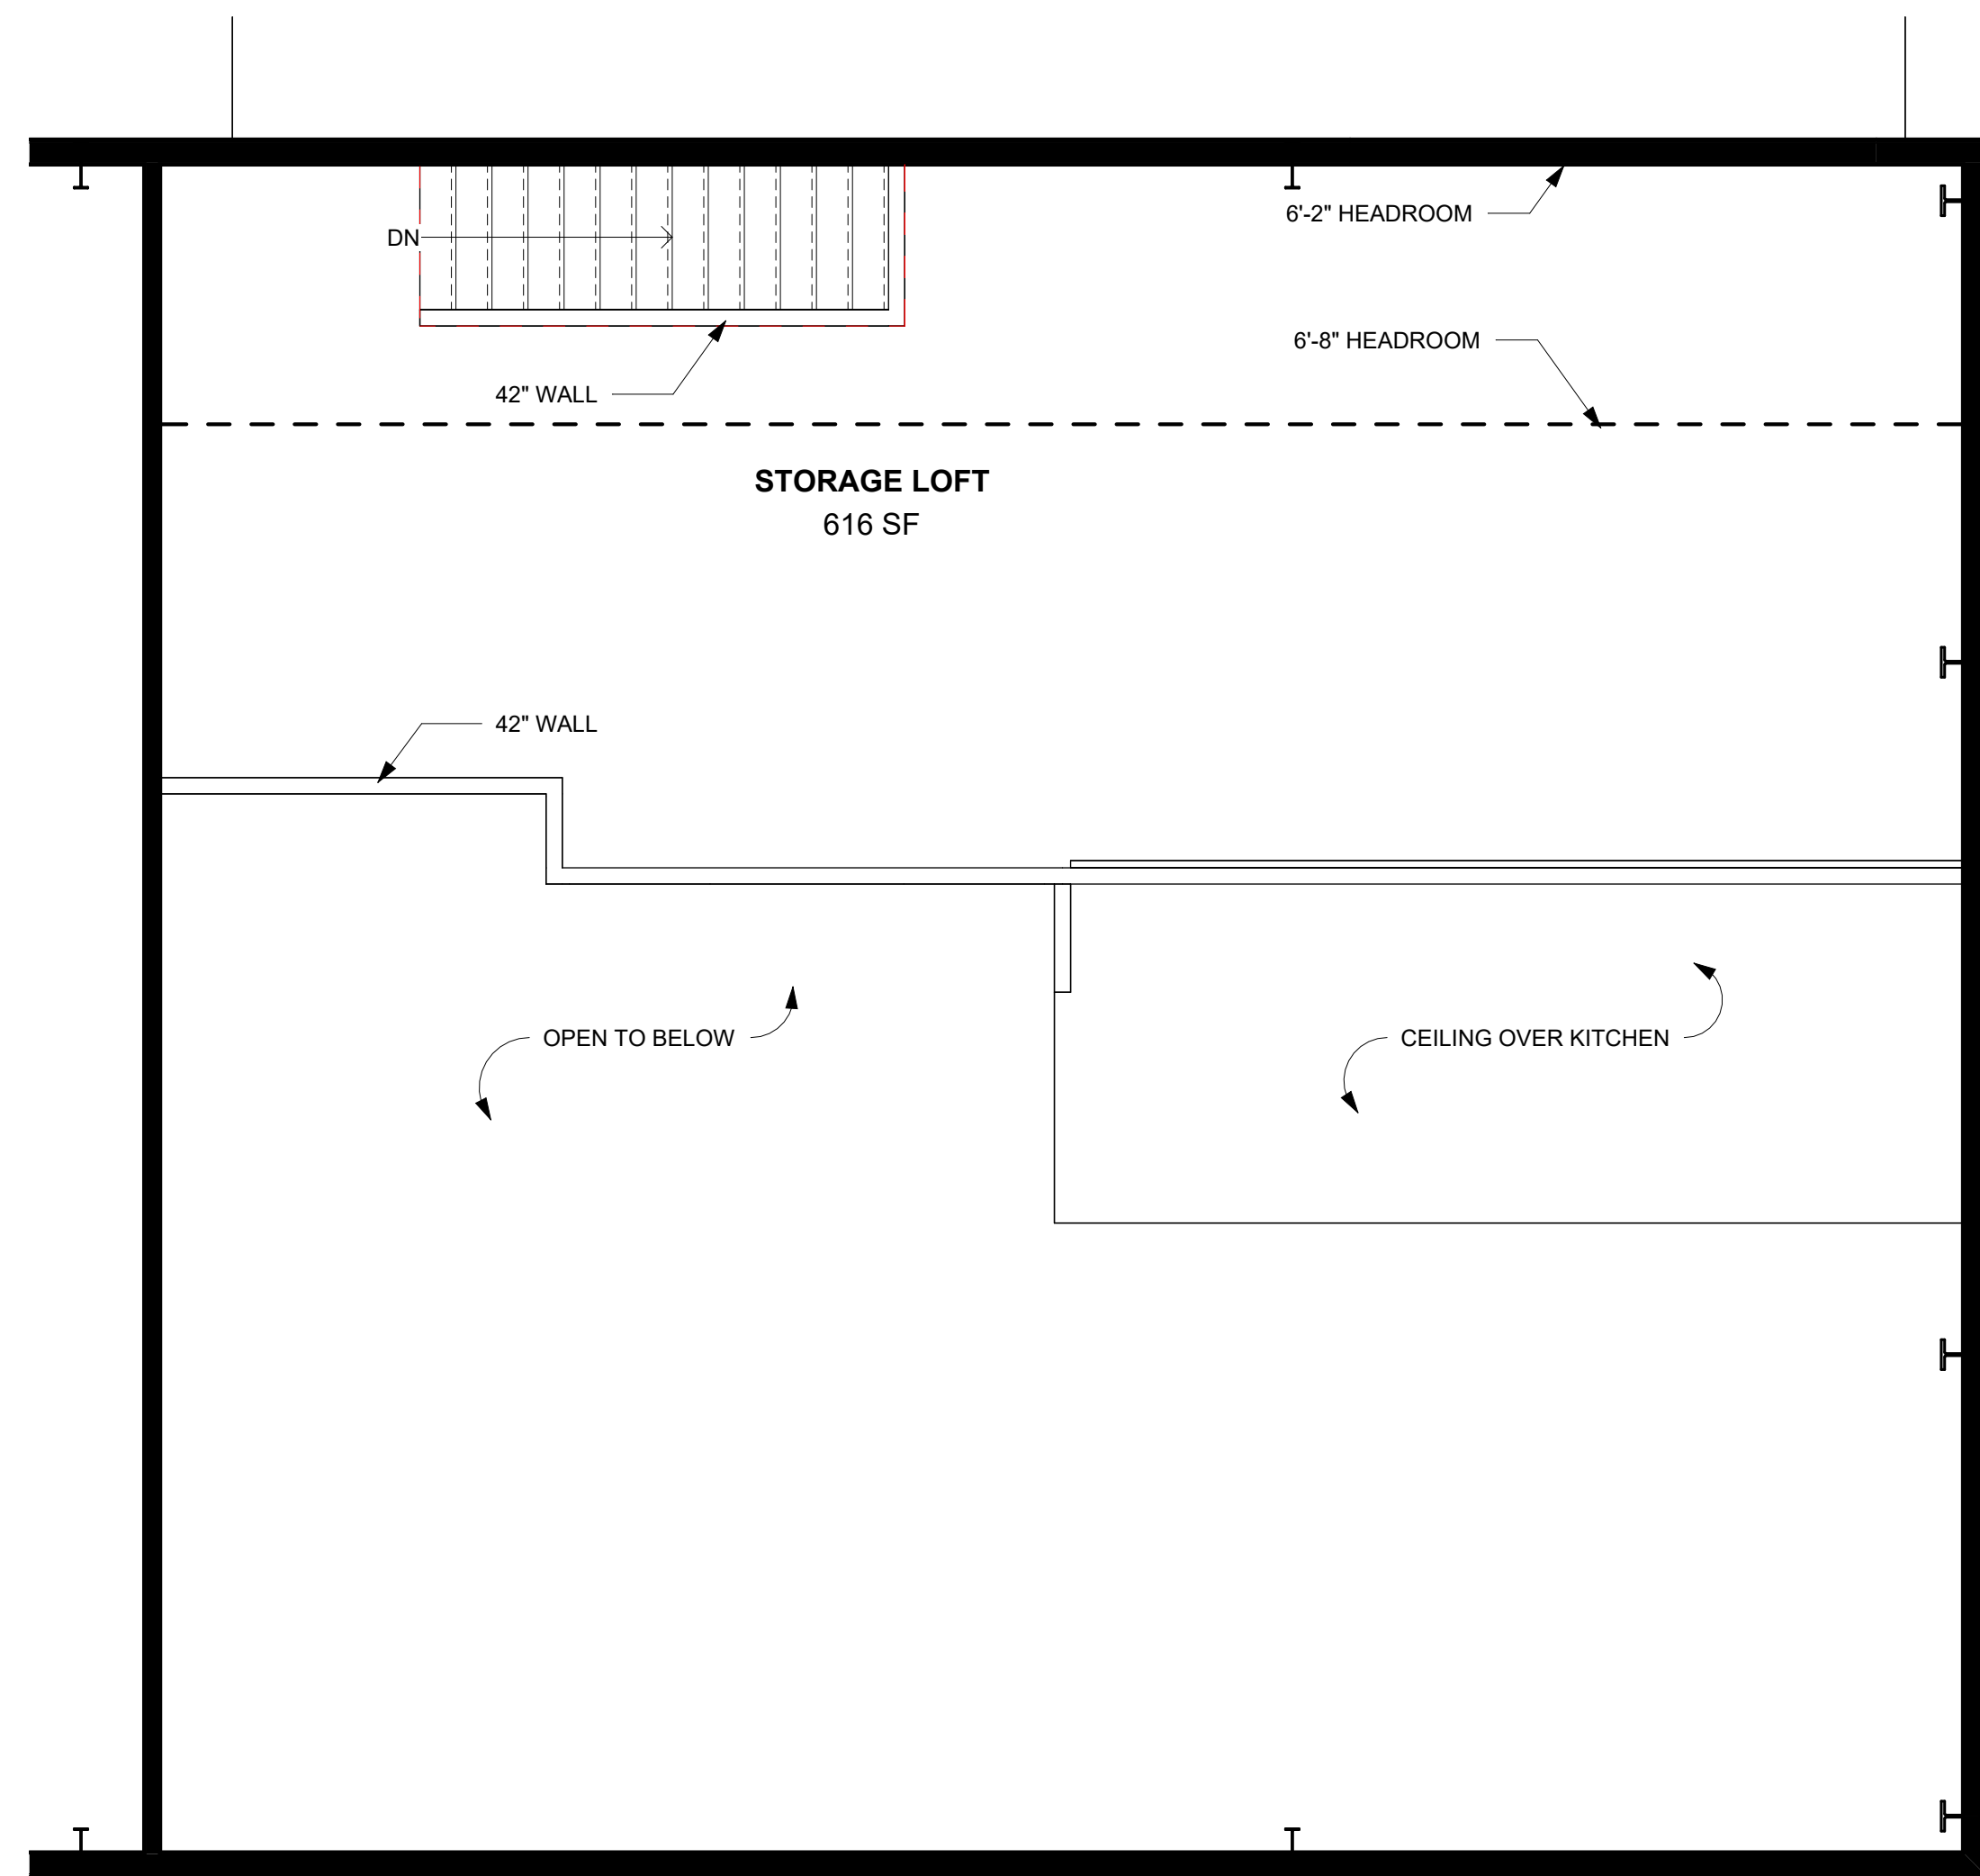 6'-2" HEADROOM
DN
6'-8" HEADROOM
42" WALL
STORAGE LOFT
616 SF
42" WALL
OPEN TO BELOW
CEILING OVER KITCHEN